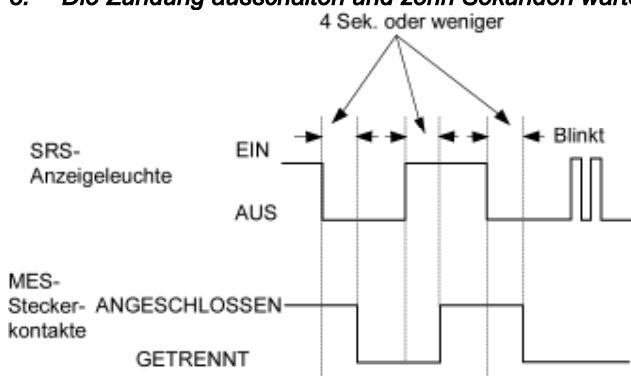 Die Zündung ausschalten und zehn Sekunden warte
4 Sek. oder weniger
SRS-
Anzeigeleuchte
EIN
Blinkt
AUS
MES-
Stecker-
kontakte
ANGESCHLOSSEN
GETRENNT